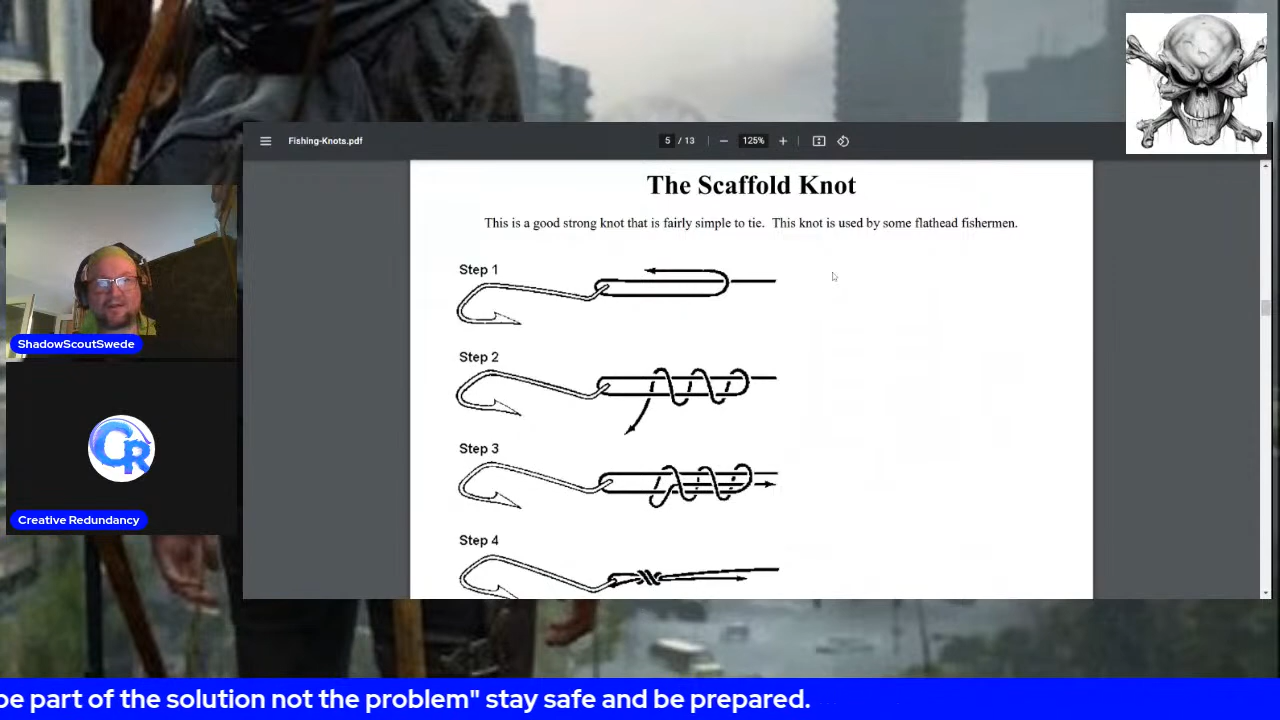 Fishing-Knots.pdf
5 / 13
125%
The Scaffold Knot
This is a good strong knot that is fairly simple to tie. This knot is used by some flathead fishermen.
Step 1
Step 2
Step 3
Step 4
ShadowScoutSwede
CR
Creative Redundancy
be part of the solution not the problem" stay safe and be prepared.